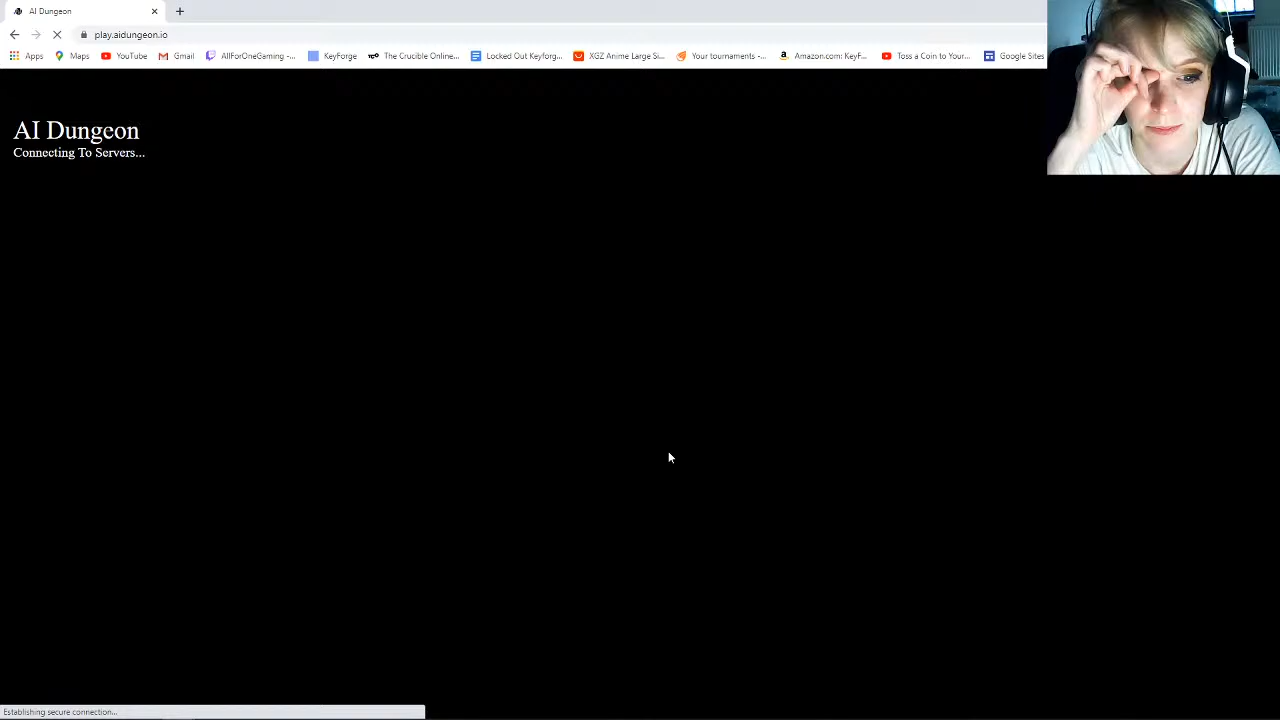 AI Dungeon
play.aidungeon.io
Apps Maps YouTube Gmail AllForOneGaming -... KeyForge The Crucible Online... Locked Out Keyforg... XGZ Anime Large Si... Your tournaments -... Amazon.com: KeyF... Toss a Coin to Your... Google Sites
AI Dungeon
Connecting To Servers...
Establishing secure connection...